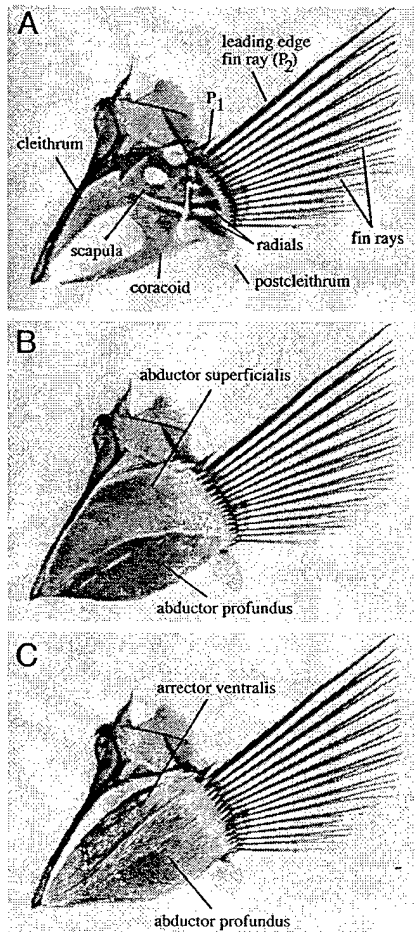 A
leading edge
fin ray (P2)
P1
cleithrum
scapula
coracoid
radials
fin rays
postcleithrum
B
abductor superficialis
abductor profundus
C
arrector ventralis
abductor profundus